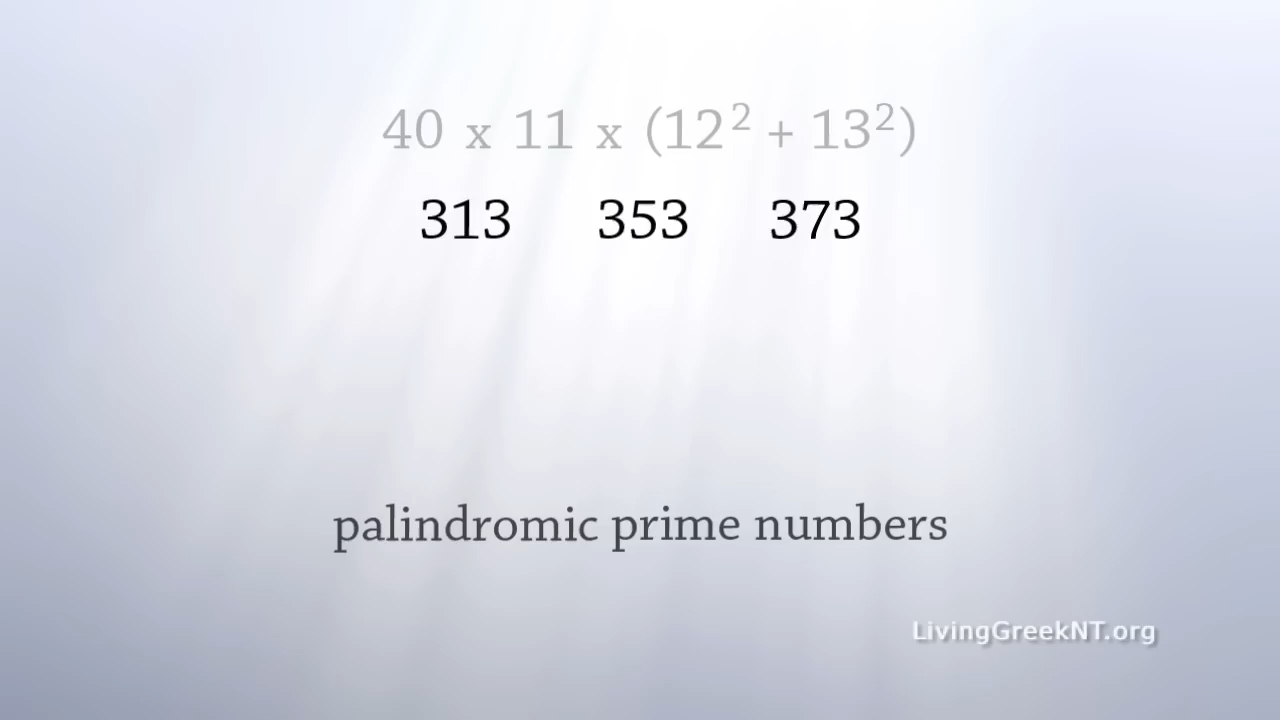 40 x 11 x (12² + 13²)
313 353 373
palindromic prime numbers
LivingGreekNT.org